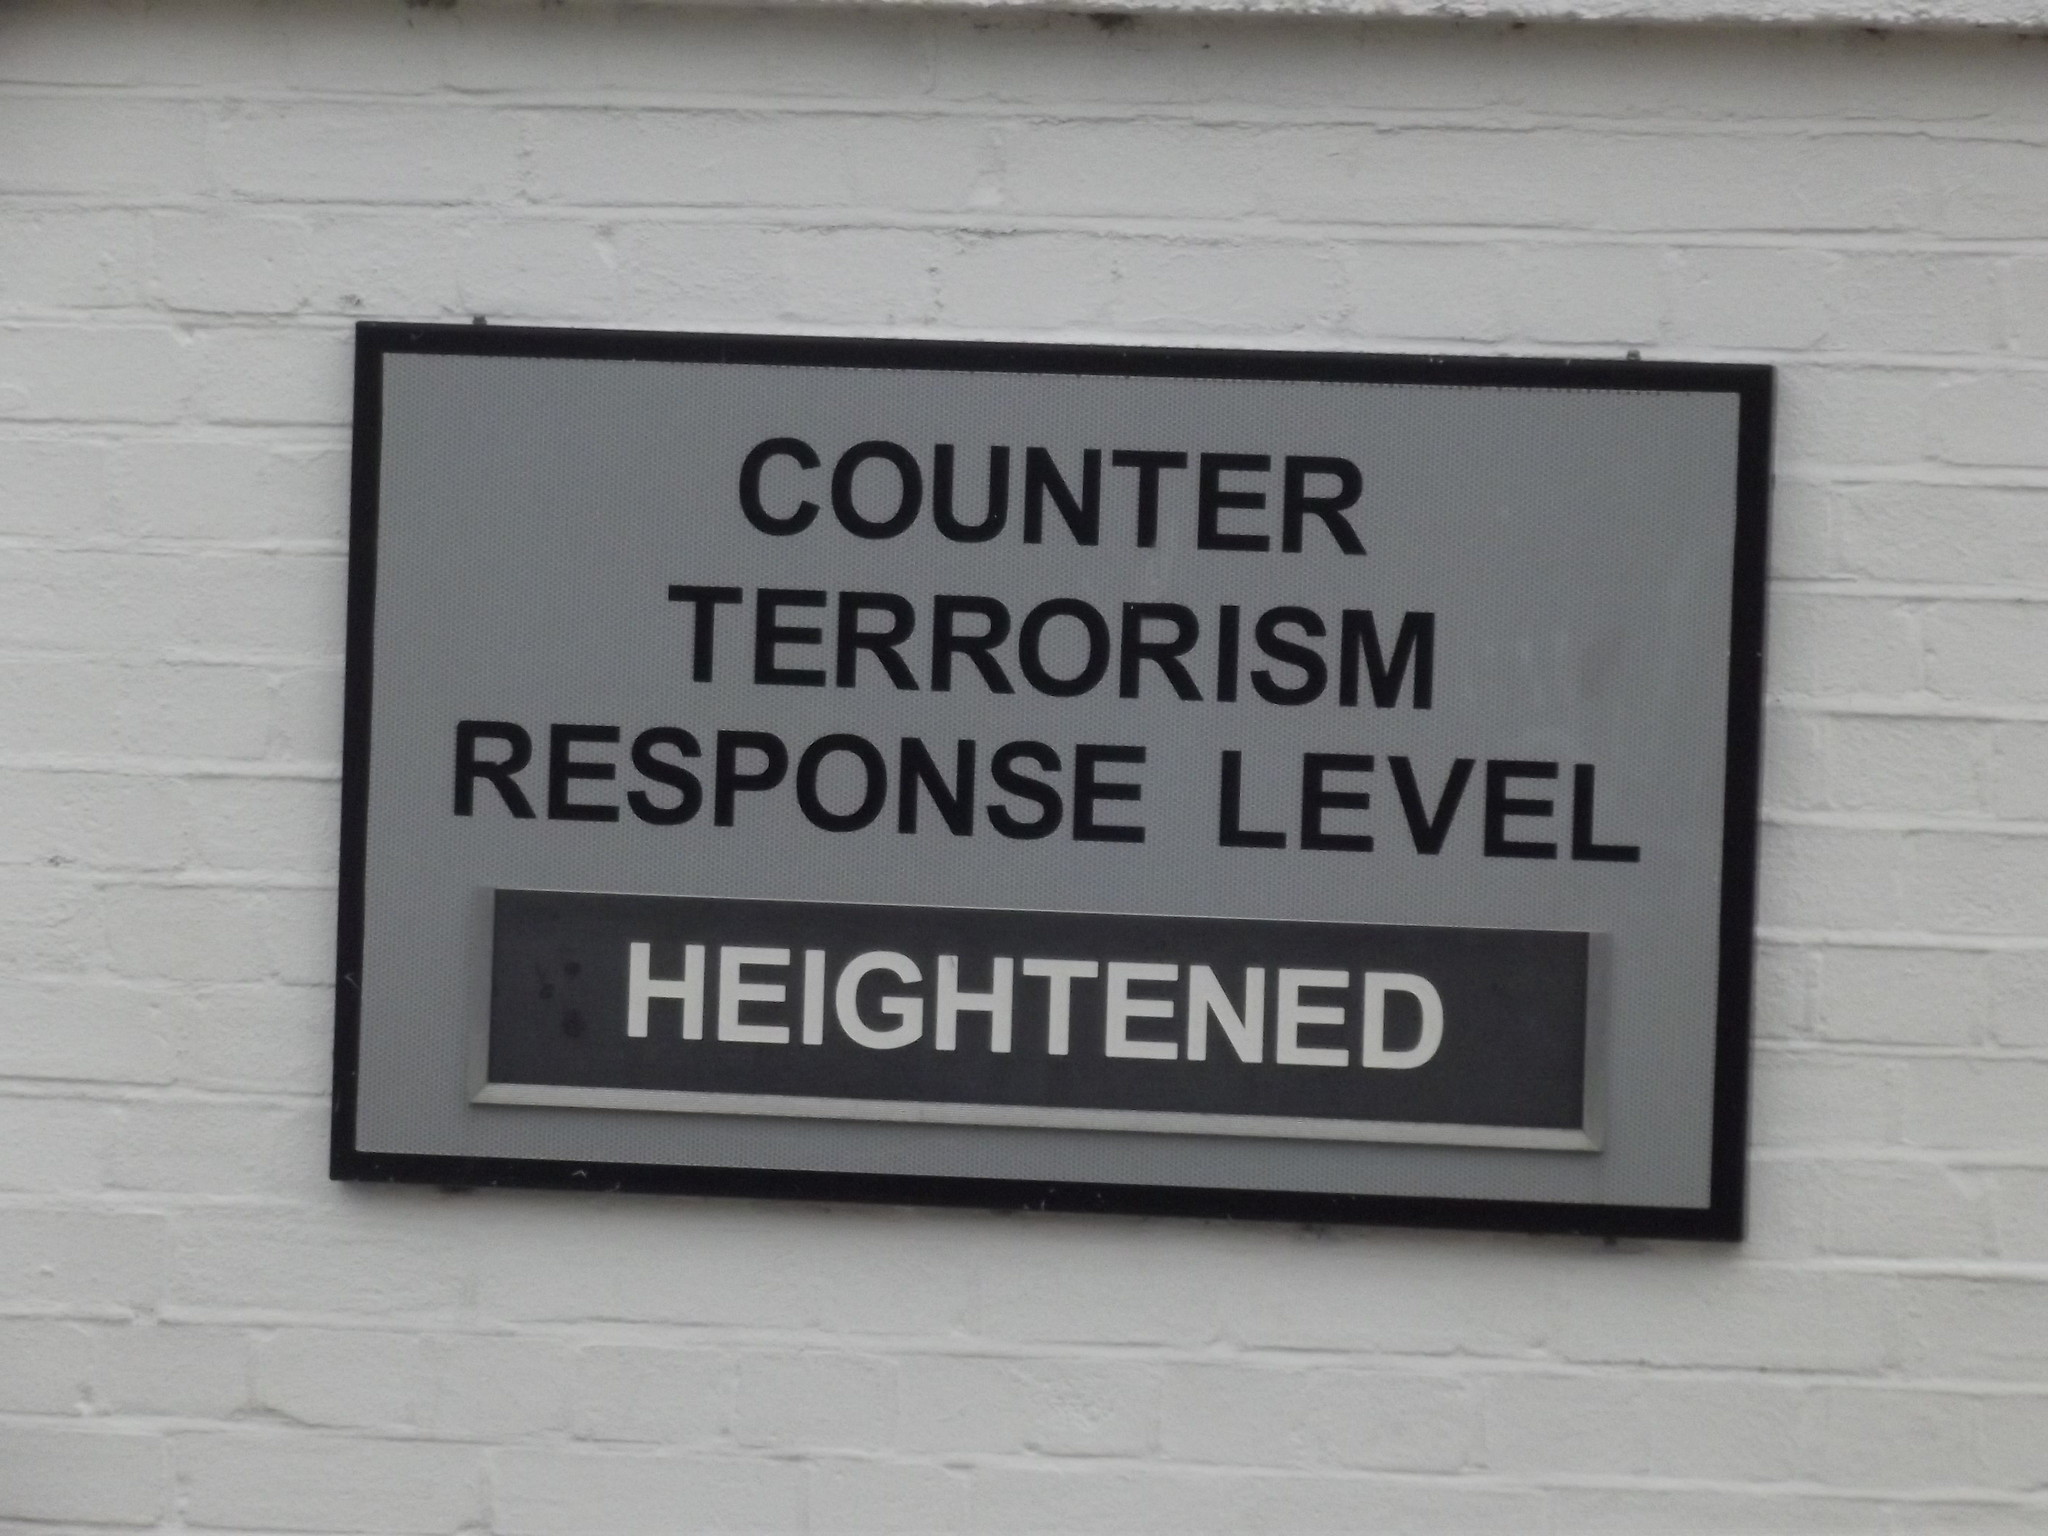 COUNTER
TERRORISM
RESPONSE LEVEL
HEIGHTENED